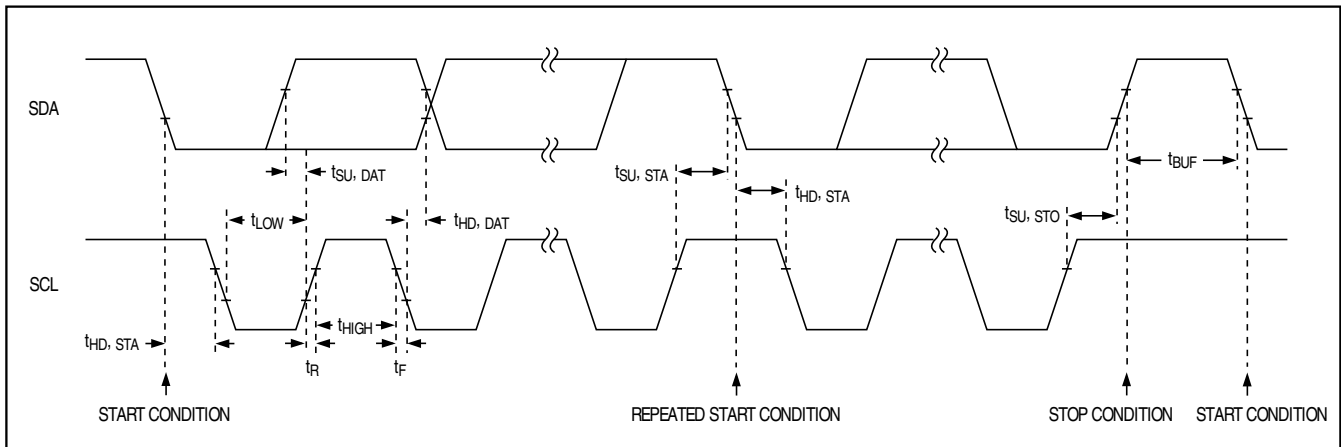 SDA
tSU, DAT
tSU, STA
tBUF
tHD, STA
tLOW
tHD, DAT
tSU, STO
SCL
tHIGH
tHD, STA
tR
tF
START CONDITION
REPEATED START CONDITION
STOP CONDITION
START CONDITION